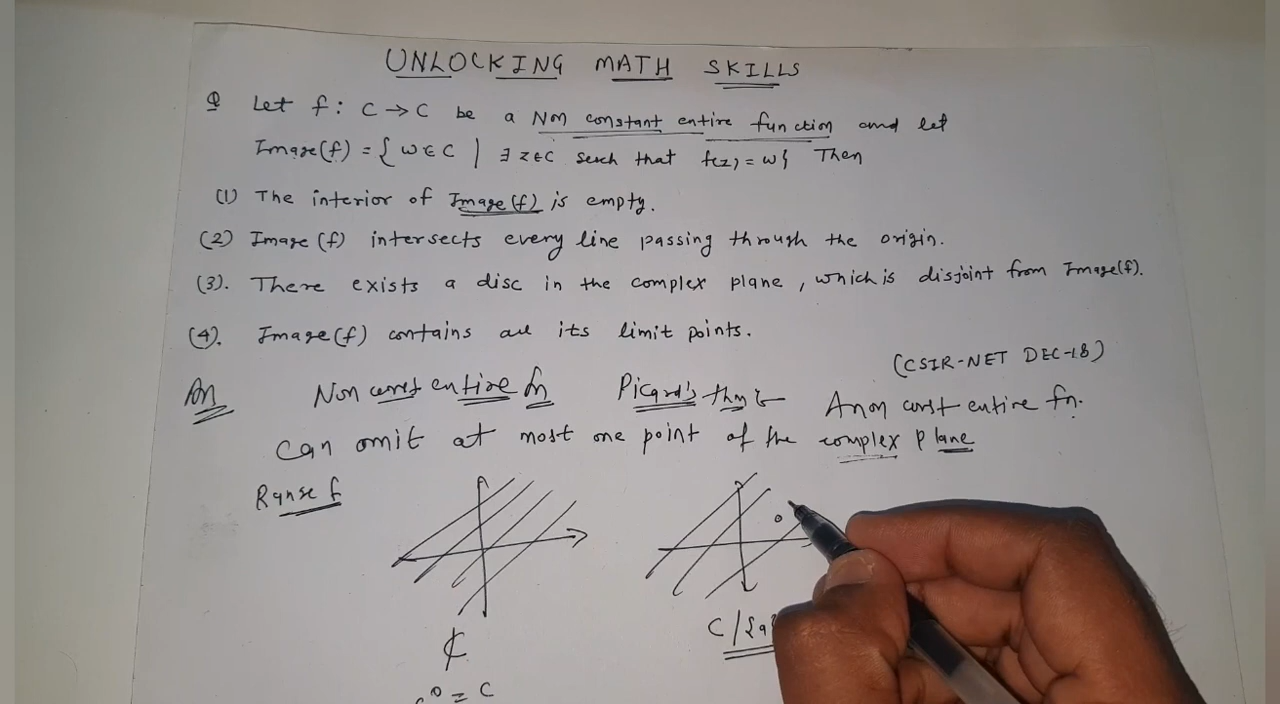 UNLOCKING MATH SKILLS
Q Let f: C → C be a Non constant entire function and let
Image(f) = { w ∈ C | ∃ z ∈ C such that f(z) = w} Then
(1) The interior of Image(f) is empty.
(2) Image (f) intersects every line passing through the origin.
(3). There exists a disc in the complex plane, which is disjoint from Image(f).
(4). Image(f) contains all its limit points.
(CSIR-NET DEC-18)
An Non const entire fn Picard's thm:- A non const entire fn.
can omit at most one point of the complex plane
Range f
C C/{a}
= C